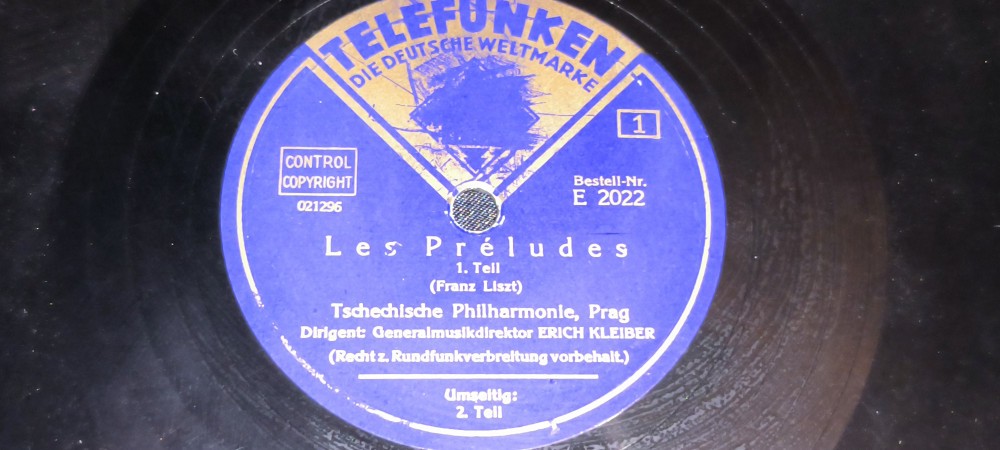 TELEFUNKEN
DIE DEUTSCHE WELTMARKE
1
CONTROL
COPYRIGHT
021296
Bestell-Nr.
E 2022
Les Préludes
1. Teil
(Franz Liszt)
Tschechische Philharmonie, Prag
Dirigent: Generalmusikdirektor ERICH KLEIBER
(Recht z. Rundfunkverbreitung vorbehalt.)
Umseitig:
2. Teil